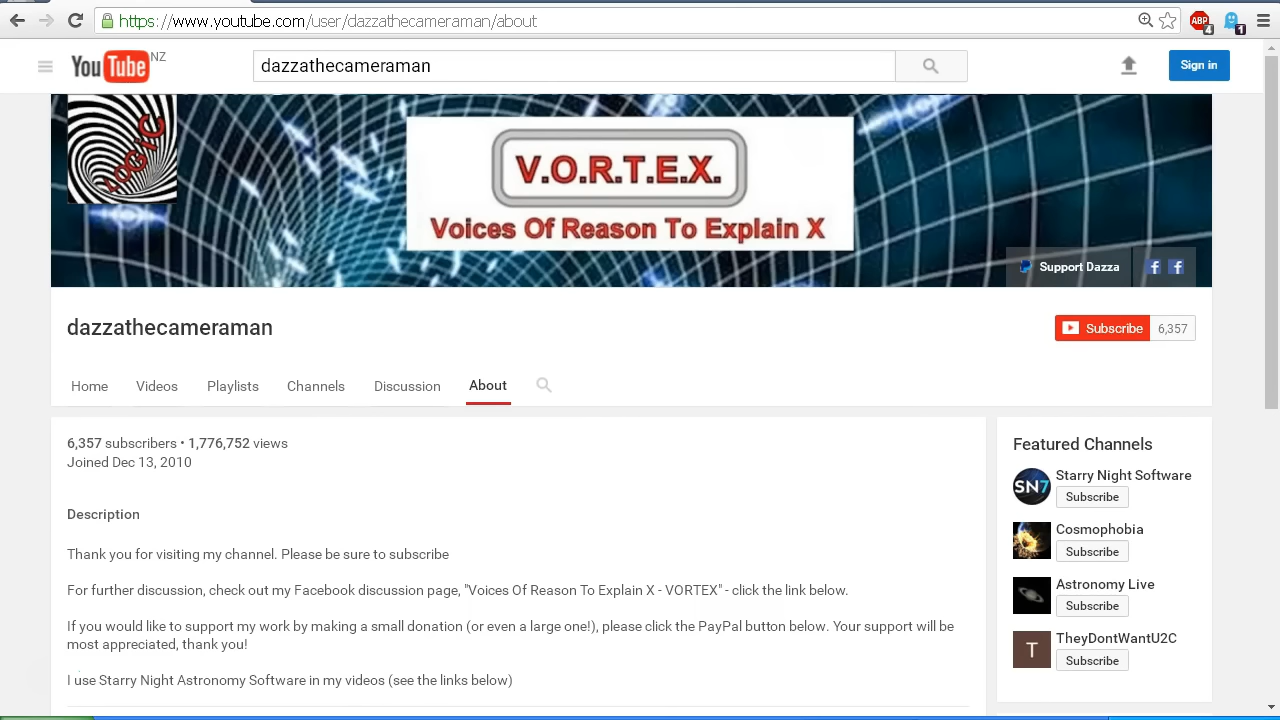 https://www.youtube.com/user/dazzathecameraman/about
ABP
4
1
YouTube NZ
dazzathecameraman
Sign in
LOGIC
V.O.R.T.E.X.
Voices Of Reason To Explain X
Support Dazza
dazzathecameraman
Subscribe 6,357
Home Videos Playlists Channels Discussion About
6,357 subscribers • 1,776,752 views
Joined Dec 13, 2010
Description
Thank you for visiting my channel. Please be sure to subscribe
For further discussion, check out my Facebook discussion page, "Voices Of Reason To Explain X - VORTEX" - click the link below.
If you would like to support my work by making a small donation (or even a large one!), please click the PayPal button below. Your support will be
most appreciated, thank you!
I use Starry Night Astronomy Software in my videos (see the links below)
Featured Channels
SN7
Starry Night Software
Subscribe
Cosmophobia
Subscribe
Astronomy Live
Subscribe
T
TheyDontWantU2C
Subscribe